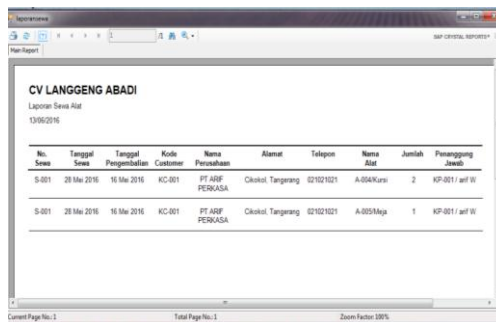 laporansewa
1
/1
SAP CRYSTAL REPORTS
Main Report
CV LANGGENG ABADI
Laporan Sewa Alat
13/06/2016
No. Sewa Tanggal Sewa Tanggal Pengembalian Kode Customer Nama Perusahaan Alamat Telepon Nama Alat Jumlah Penanggung Jawab
S-001 28 Mei 2016 16 Mei 2016 KC-001 PT ARIF PERKASA Cikokol, Tangerang 021021021 A-004/Kursi 2 KP-001 / arif W
S-001 28 Mei 2016 16 Mei 2016 KC-001 PT ARIF PERKASA Cikokol, Tangerang 021021021 A-005/Meja 1 KP-001 / arif W
Current Page No.: 1 Total Page No.: 1 Zoom Factor: 100%